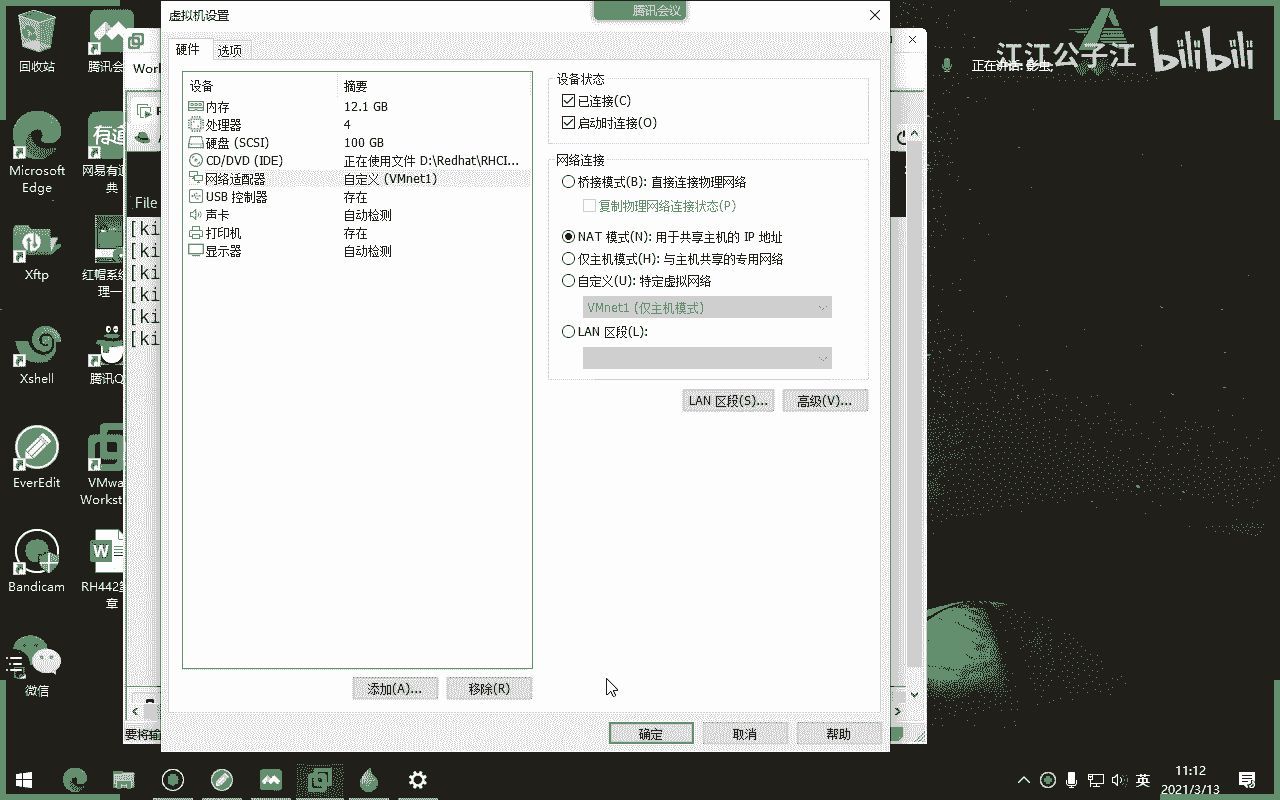 虚拟机设置
腾讯会议
硬件
选项
设备
摘要
内存
12.1 GB
处理器
4
硬盘 (SCSI)
100 GB
CD/DVD (IDE)
正在使用文件 D:\Redhat\RHCI...
网络适配器
自定义 (VMnet1)
USB 控制器
存在
声卡
自动检测
打印机
存在
显示器
自动检测
添加(A)...
移除(R)
设备状态
已连接(C)
启动时连接(O)
网络连接
桥接模式(B): 直接连接物理网络
复制物理网络连接状态(P)
NAT 模式(N): 用于共享主机的 IP 地址
仅主机模式(H): 与主机共享的专用网络
自定义(U): 特定虚拟网络
VMnet1 (仅主机模式)
LAN 区段(L):
LAN 区段(S)...
高级(V)...
确定
取消
帮助
回收站
腾讯会
Worl
Microsoft
Edge
网易有道
典
File
[ki
[ki
[ki
[ki
[ki
[ki
Xftp
红帽系统
理一
Xshell
腾讯Q
EverEdit
VMwa
Workst
Bandicam
RH442第
章
微信
要将输
江江公子江
bilibili
正在讲话:
英
11:12
2021/3/13